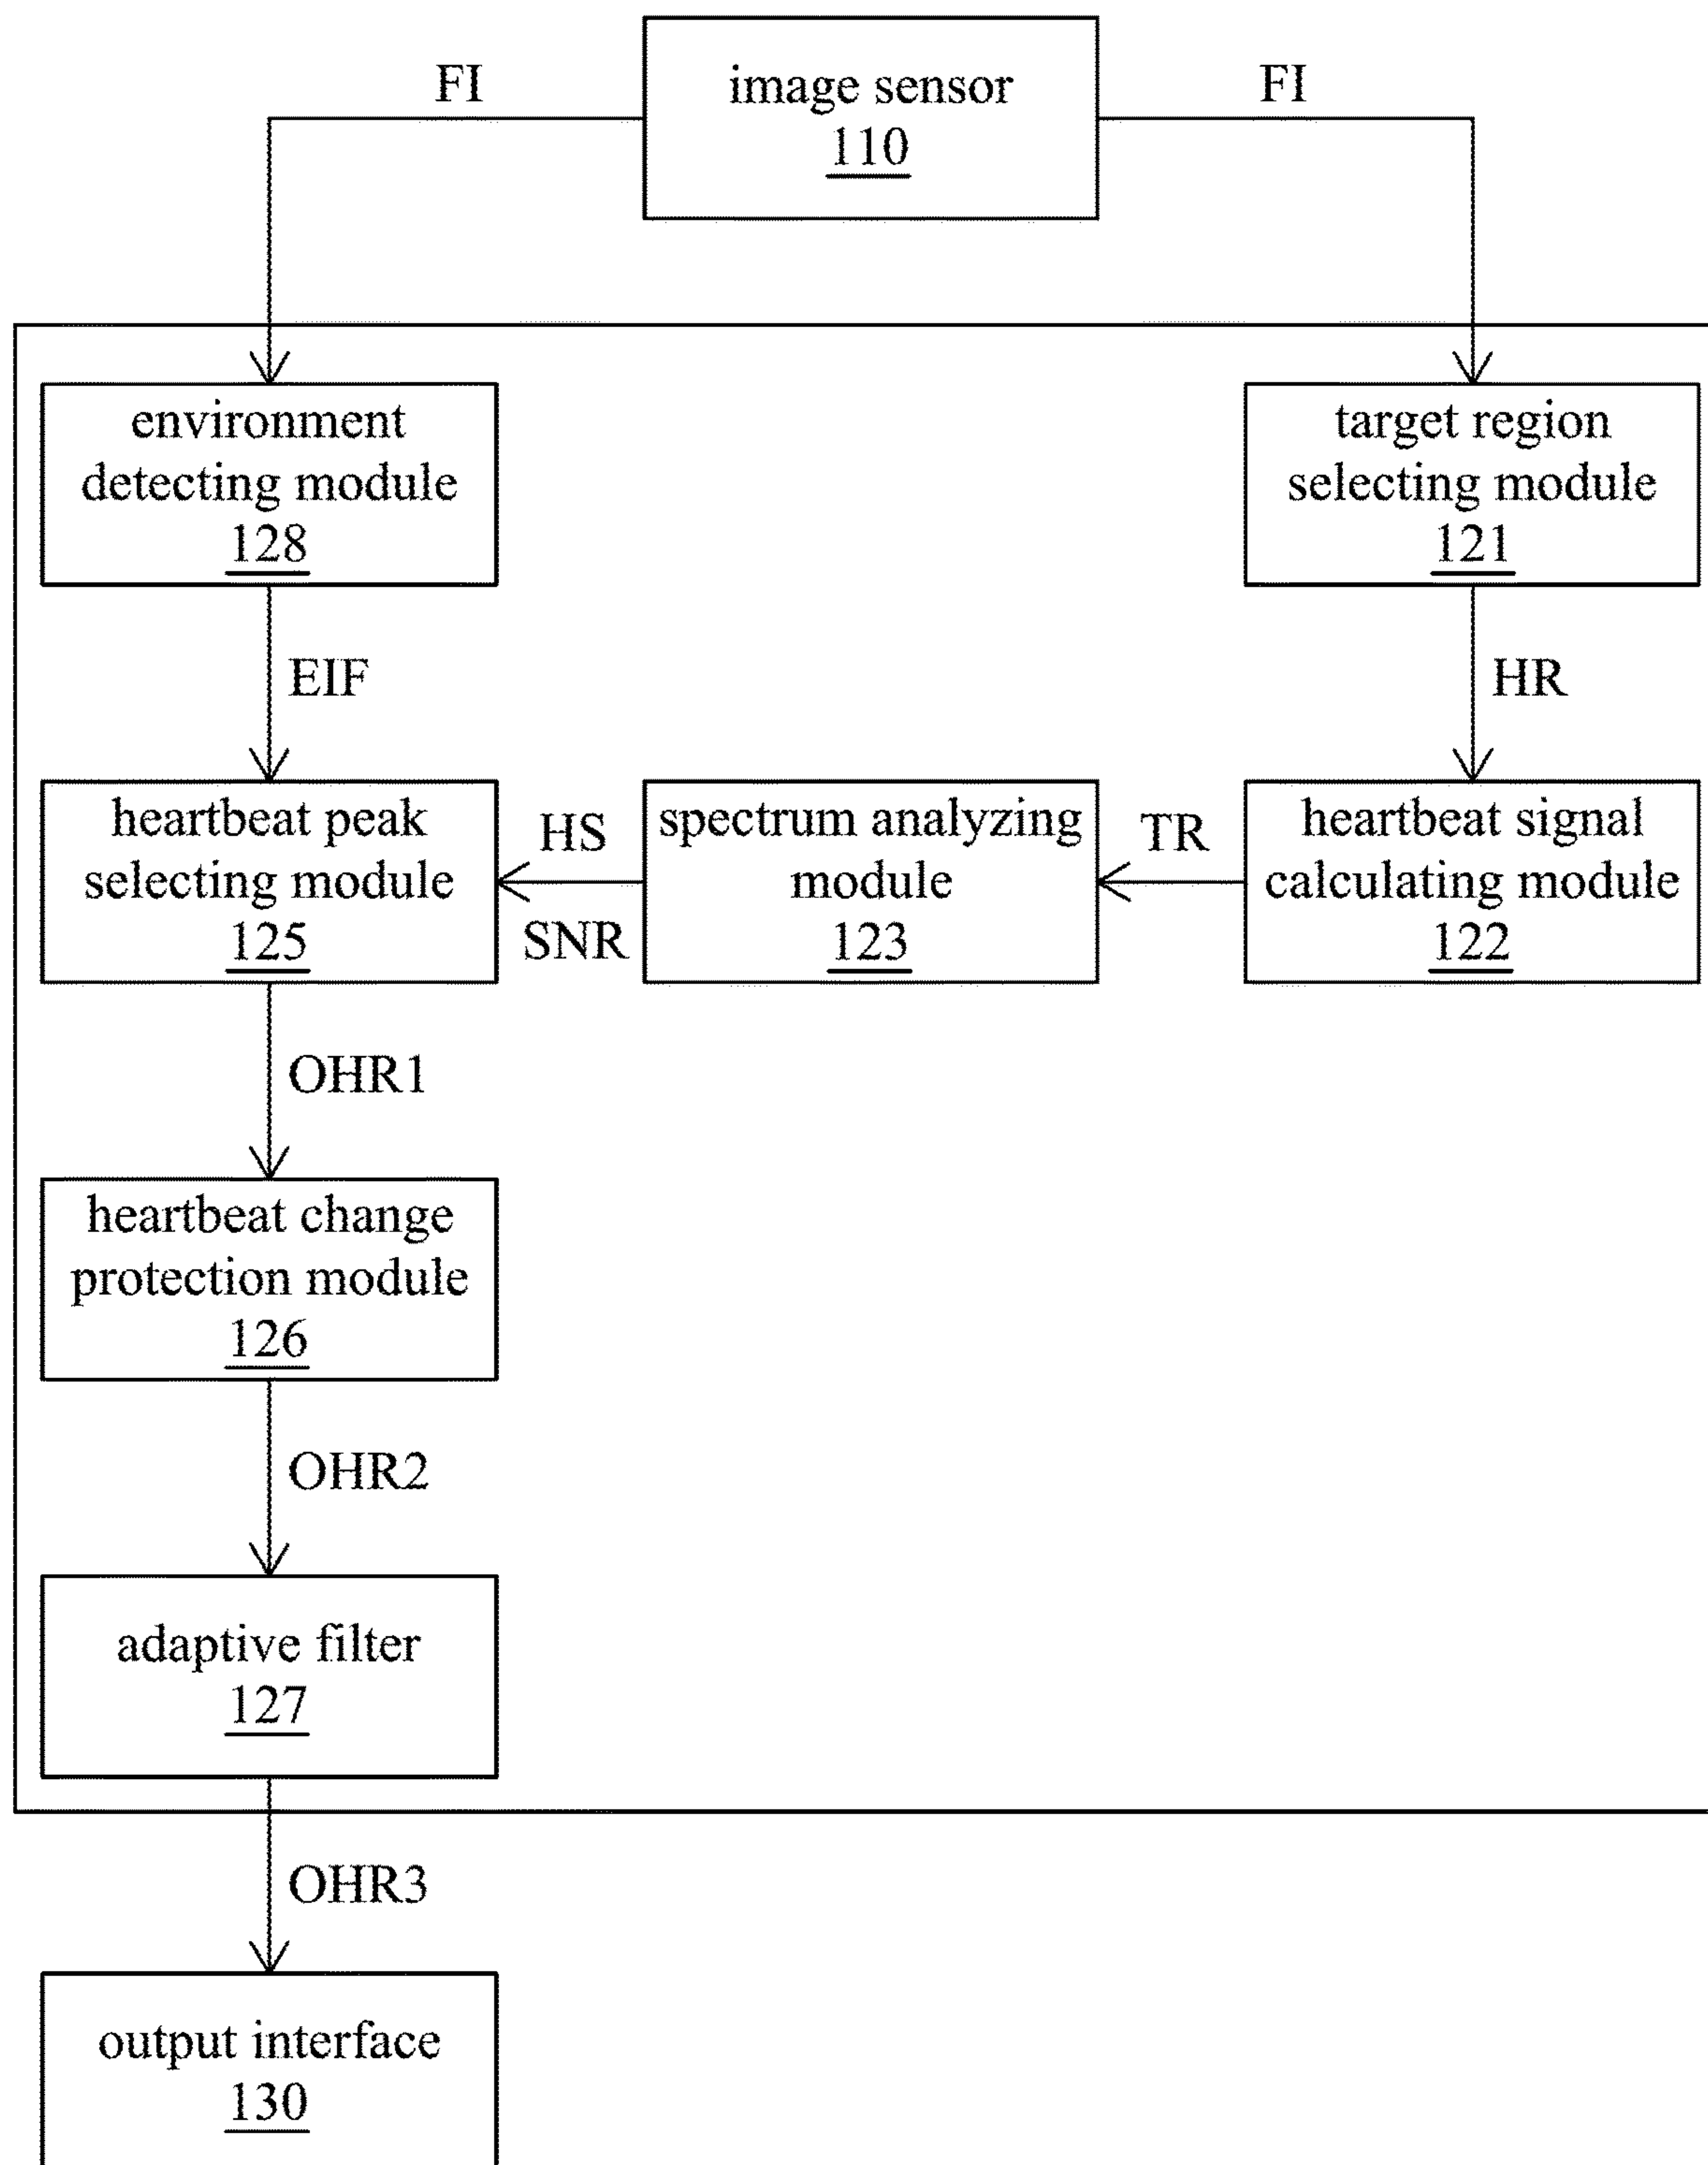 FI
image sensor
110
FI
environment
detecting module
128
target region
selecting module
121
EIF
HR
heartbeat peak
selecting module
125
HS
SNR
spectrum analyzing
module
123
TR
heartbeat signal
calculating module
122
OHR1
heartbeat change
protection module
126
OHR2
adaptive filter
127
OHR3
output interface
130